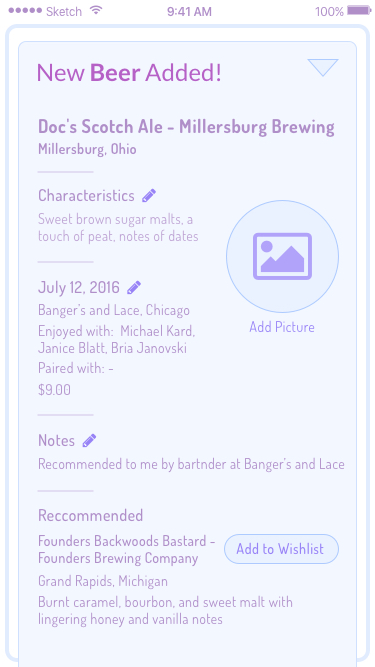 Sketch 9:41 AM 100%
New Beer Added!
Doc's Scotch Ale - Millersburg Brewing
Millersburg, Ohio
Characteristics
Sweet brown sugar malts, a
touch of peat, notes of dates
July 12, 2016
Banger's and Lace, Chicago
Enjoyed with: Michael Kard,
Janice Blatt, Bria Janovski
Paired with: -
$9.00
Add Picture
Notes
Recommended to me by bartnder at Banger's and Lace
Reccommended
Founders Backwoods Bastard -
Founders Brewing Company
Add to Wishlist
Grand Rapids, Michigan
Burnt caramel, bourbon, and sweet malt with
lingering honey and vanilla notes